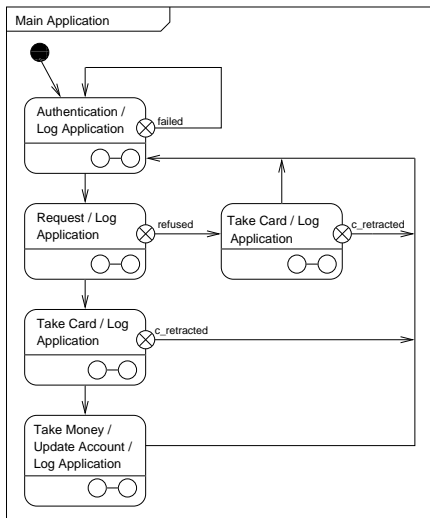 Main Application
Authentication /
Log Application
failed
Request / Log
Application
refused
Take Card / Log
Application
c_retracted
Take Card / Log
Application
c_retracted
Take Money /
Update Account /
Log Application